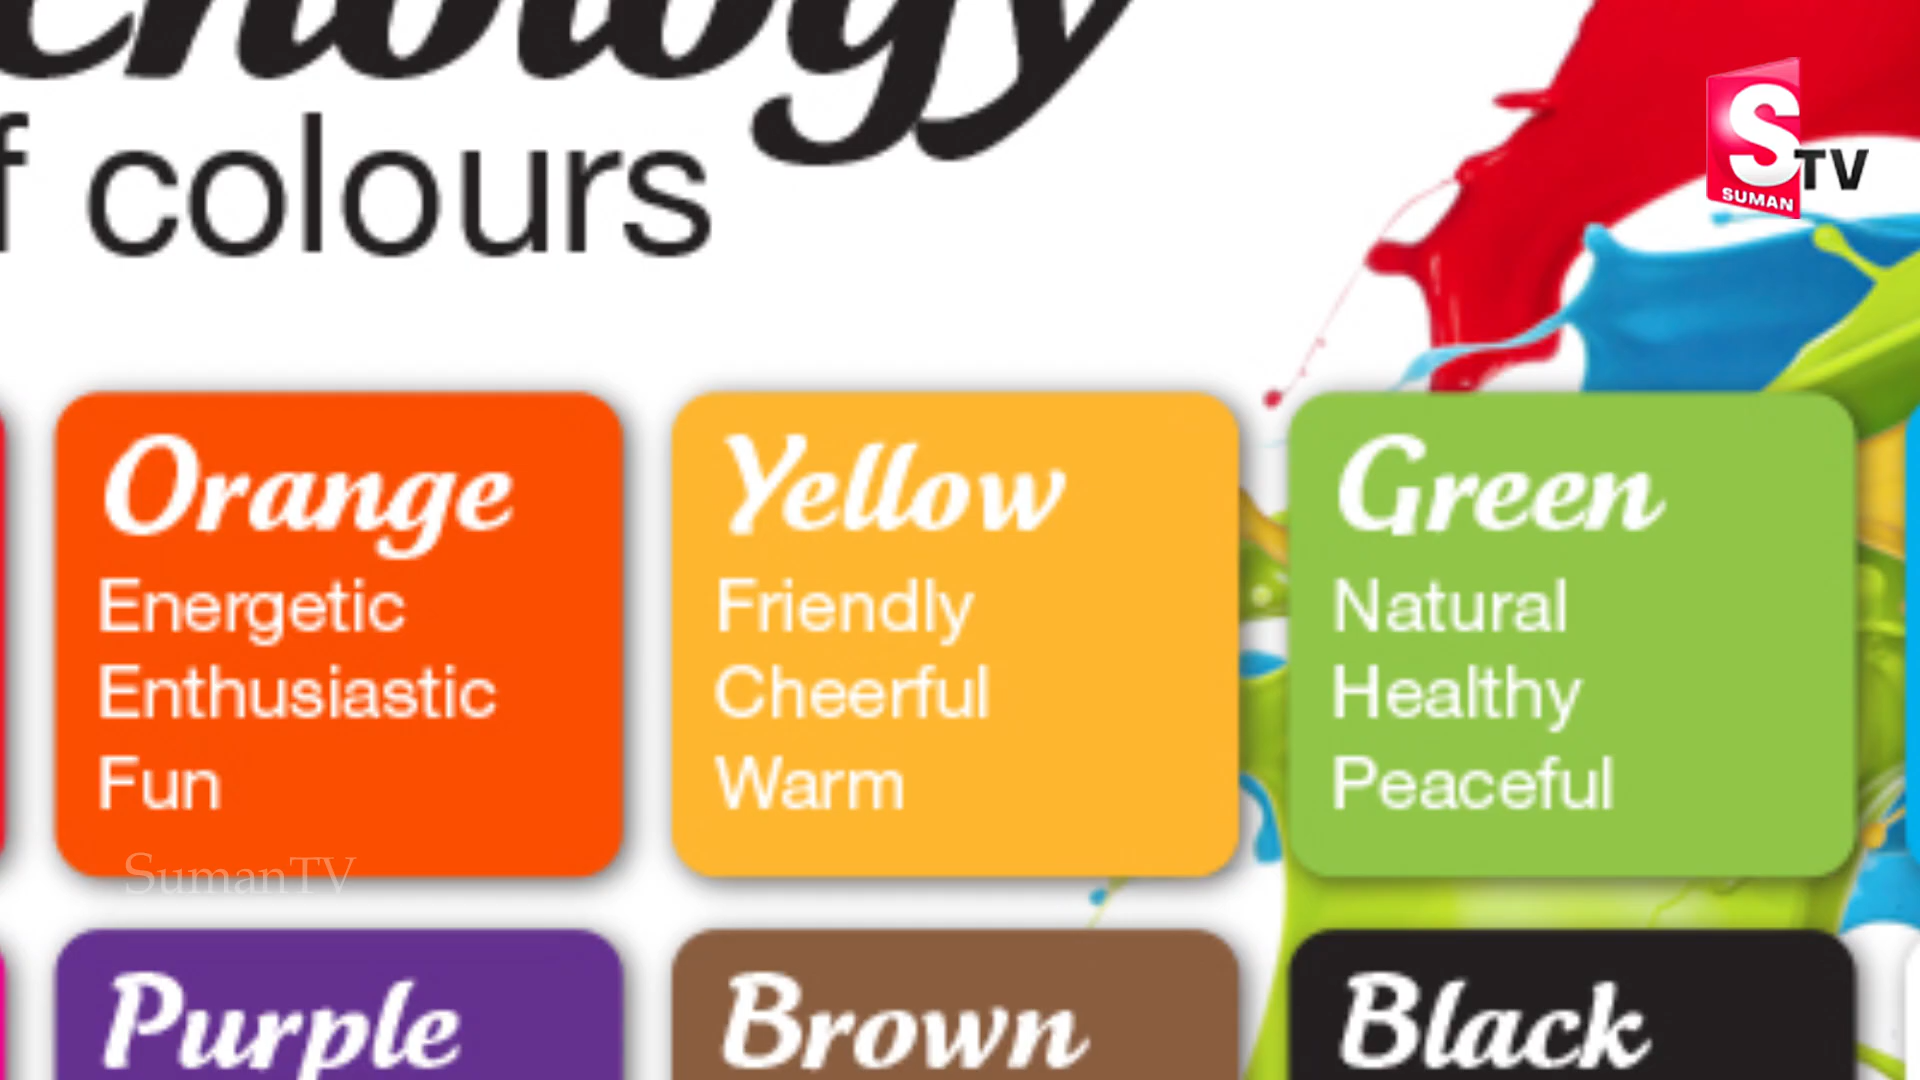 f colours
S
TV
SUMAN
Orange
Energetic
Enthusiastic
Fun
Yellow
Friendly
Cheerful
Warm
Green
Natural
Healthy
Peaceful
SumanTV
Purple
Brown
Black